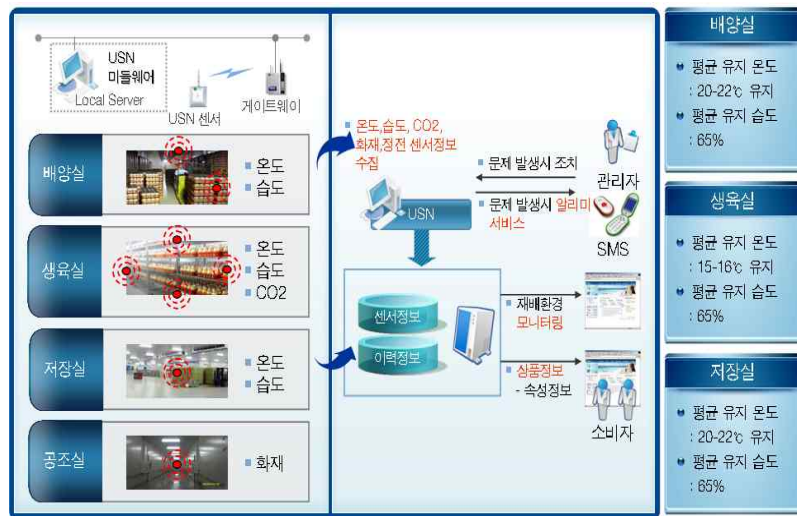 USN
미들웨어
Local Server
USN 센서
게이트웨이
배양실
온도
습도
생육실
온도
습도
CO2
저장실
온도
습도
공조실
화재
온도,습도, CO2,
화재,정전 센서정보
수집
USN
문제 발생시 조치
문제 발생시 알리미
서비스
관리자
SMS
센서정보
이력정보
재배환경
모니터링
상품정보
- 속성정보
소비자
배양실
평균 유지 온도
: 20-22℃ 유지
평균 유지 습도
: 65%
생육실
평균 유지 온도
: 15-16℃ 유지
평균 유지 습도
: 65%
저장실
평균 유지 온도
: 20-22℃ 유지
평균 유지 습도
: 65%